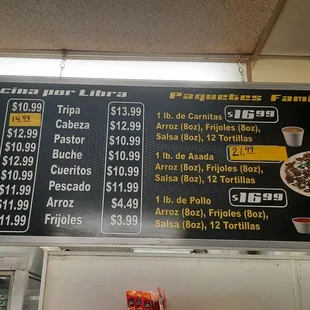 cina por Libra
$10.99
14.99
$12.99
$10.99
$12.99
$10.99
$11.99
$11.99
Tripa $13.99
Cabeza $12.99
Pastor $10.99
Buche $10.99
Cueritos $10.99
Pescado $11.99
Arroz $4.49
Frijoles $3.99
Paquetes Fami
1 lb. de Carnitas $16.99
Arroz (8oz), Frijoles (8oz),
Salsa (8oz), 12 Tortillas
1 lb. de Asada 21.99
Arroz (8oz), Frijoles (8oz),
Salsa (8oz), 12 Tortillas
1 lb. de Pollo $16.99
Arroz (8oz), Frijoles (8oz),
Salsa (8oz), 12 Tortillas